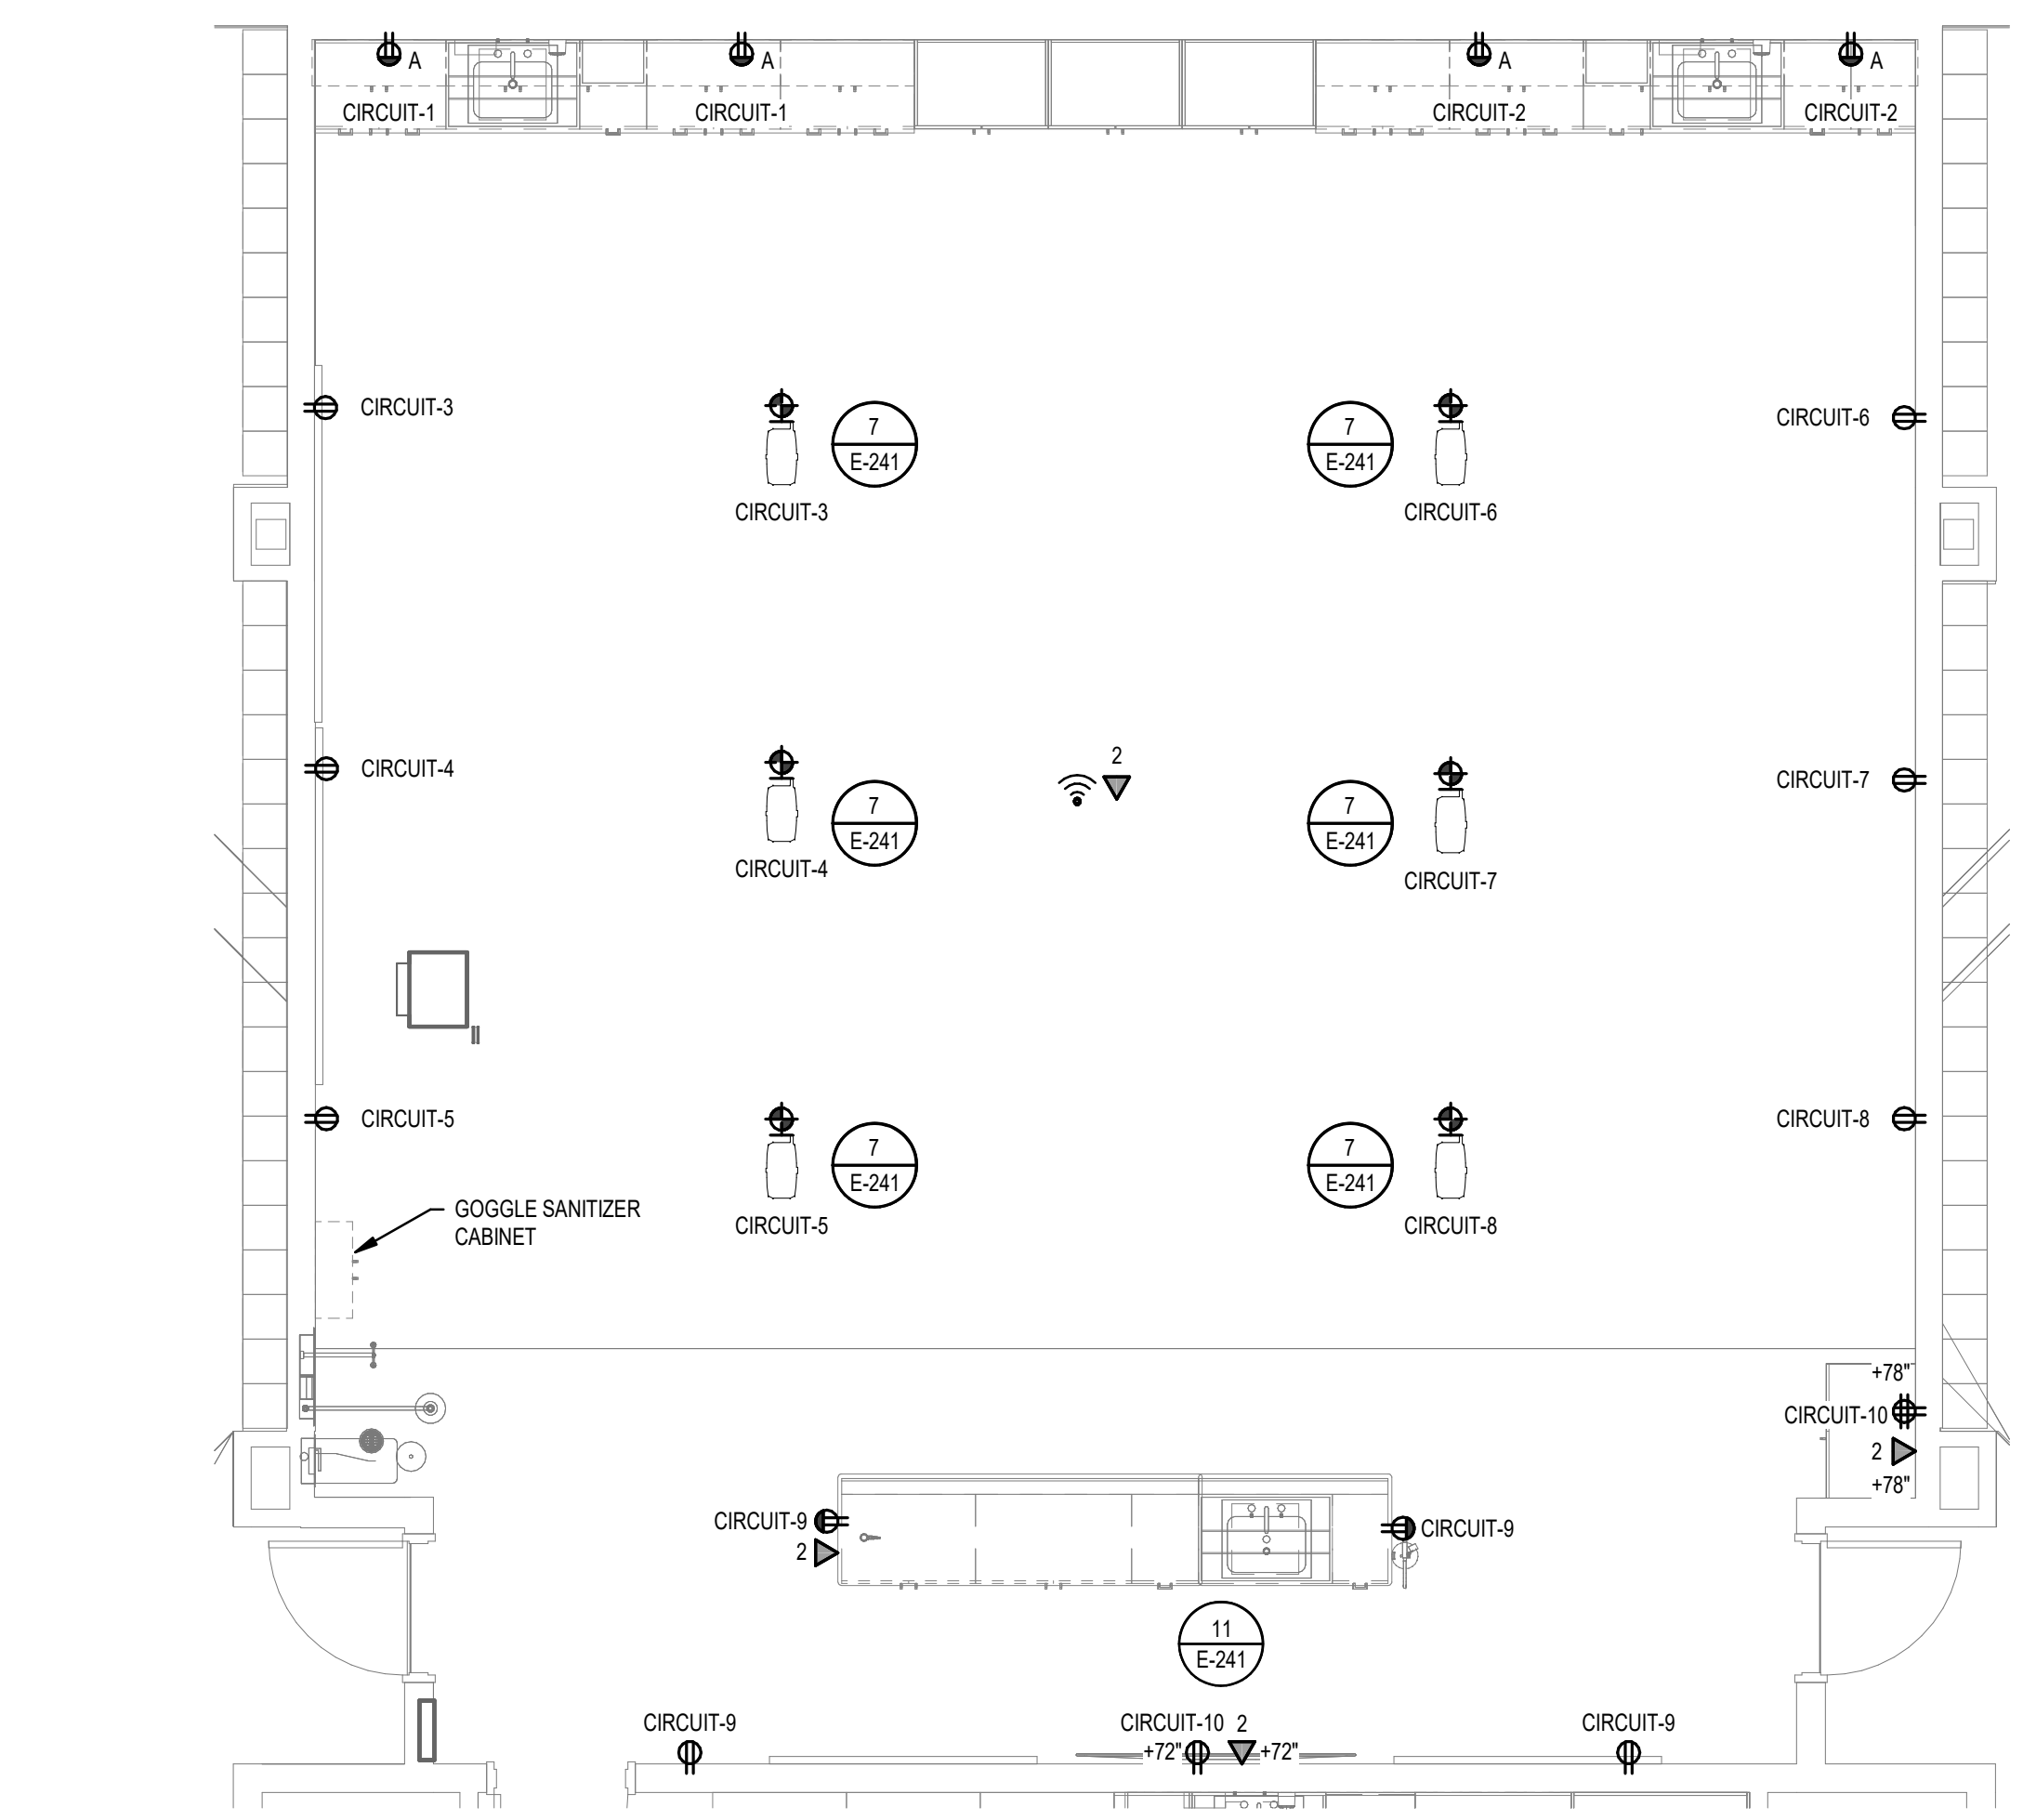 A
A
A
A
CIRCUIT-1
CIRCUIT-1
CIRCUIT-2
CIRCUIT-2
CIRCUIT-3
CIRCUIT-6
7
E-241
7
E-241
CIRCUIT-3
CIRCUIT-6
2
CIRCUIT-4
CIRCUIT-7
7
E-241
7
E-241
CIRCUIT-4
CIRCUIT-7
CIRCUIT-5
CIRCUIT-8
7
E-241
7
E-241
CIRCUIT-5
CIRCUIT-8
GOGGLE SANITIZER
CABINET
+78"
CIRCUIT-10
2
+78"
CIRCUIT-9
2
CIRCUIT-9
11
E-241
CIRCUIT-9
CIRCUIT-10 2
+72"
+72"
CIRCUIT-9